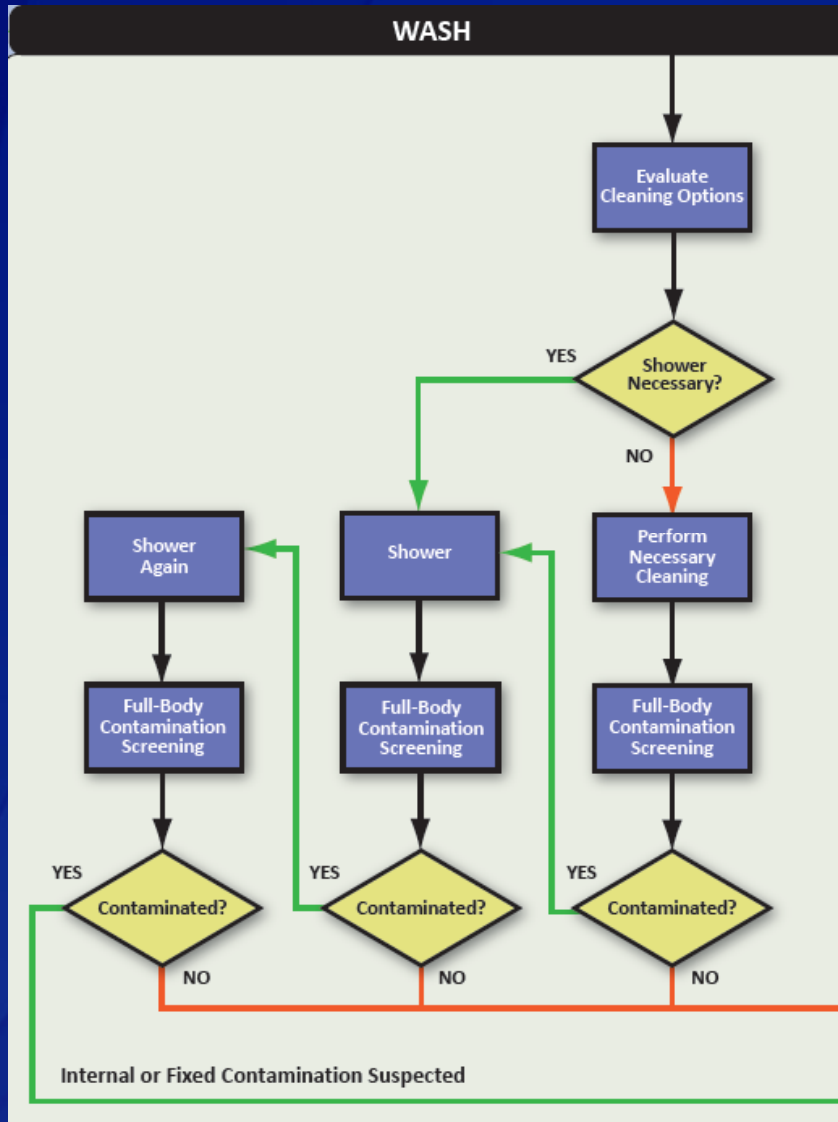 WASH
Evaluate
Cleaning Options
YES
Shower
Necessary?
NO
Shower
Again
Shower
Perform
Necessary
Cleaning
Full-Body
Contamination
Screening
Full-Body
Contamination
Screening
Full-Body
Contamination
Screening
YES
Contaminated?
YES
Contaminated?
YES
Contaminated?
NO
NO
NO
Internal or Fixed Contamination Suspected